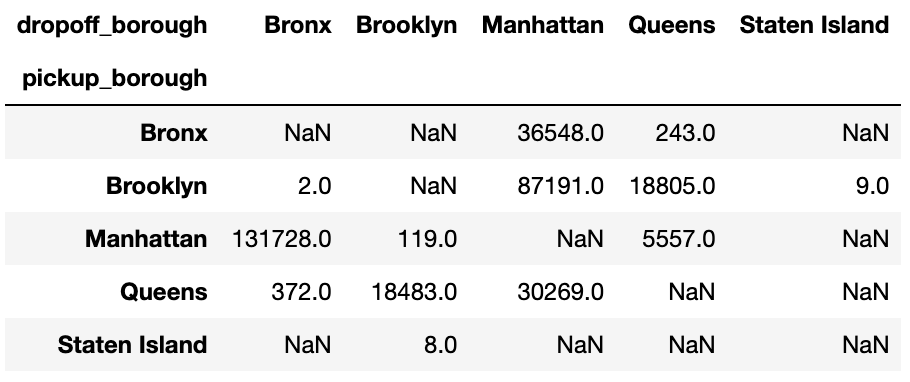 dropoff_borough Bronx Brooklyn Manhattan Queens Staten Island
pickup_borough
Bronx NaN NaN 36548.0 243.0 NaN
Brooklyn 2.0 NaN 87191.0 18805.0 9.0
Manhattan 131728.0 119.0 NaN 5557.0 NaN
Queens 372.0 18483.0 30269.0 NaN NaN
Staten Island NaN 8.0 NaN NaN NaN